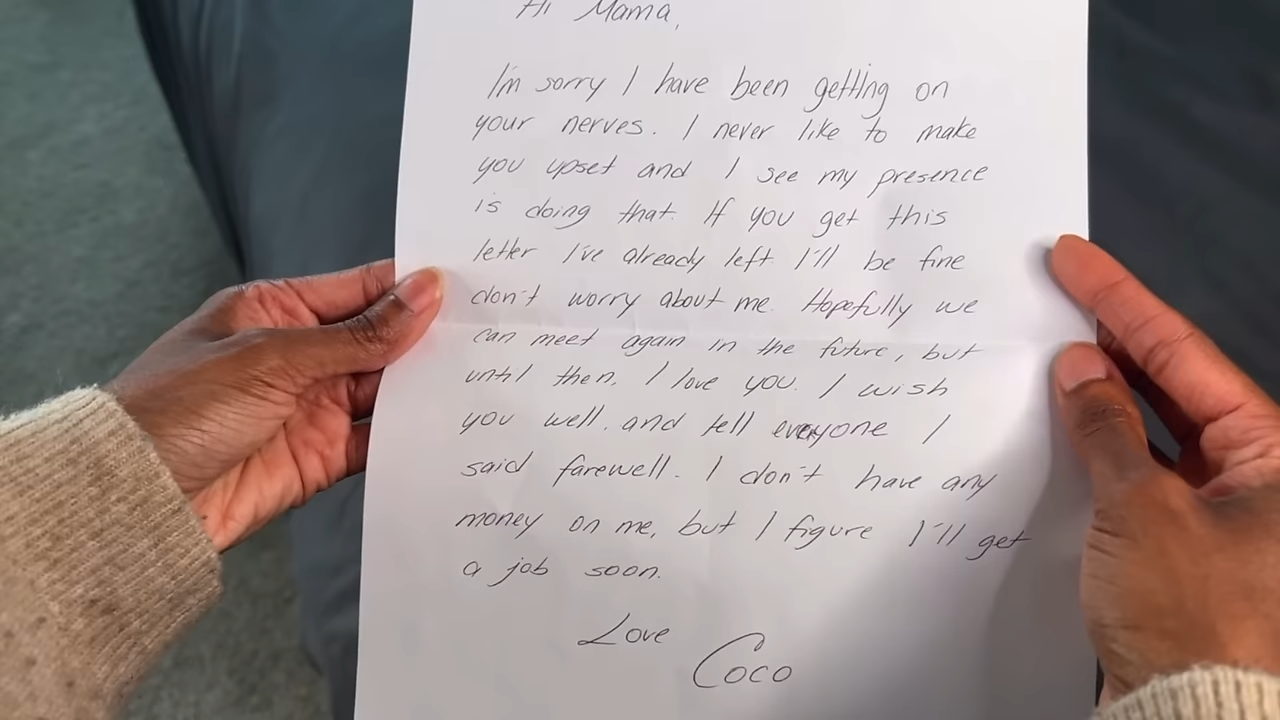 Hi Mama,
I'm sorry I have been getting on
your nerves. I never like to make
you upset and I see my presence
is doing that. If you get this
letter I've already left. I'll be fine
don't worry about me. Hopefully we
can meet again in the future, but
until then, I love you. I wish
you well, and tell everyone I
said farewell. I don't have any
money on me, but I figure I'll get
a job soon.
Love
Coco